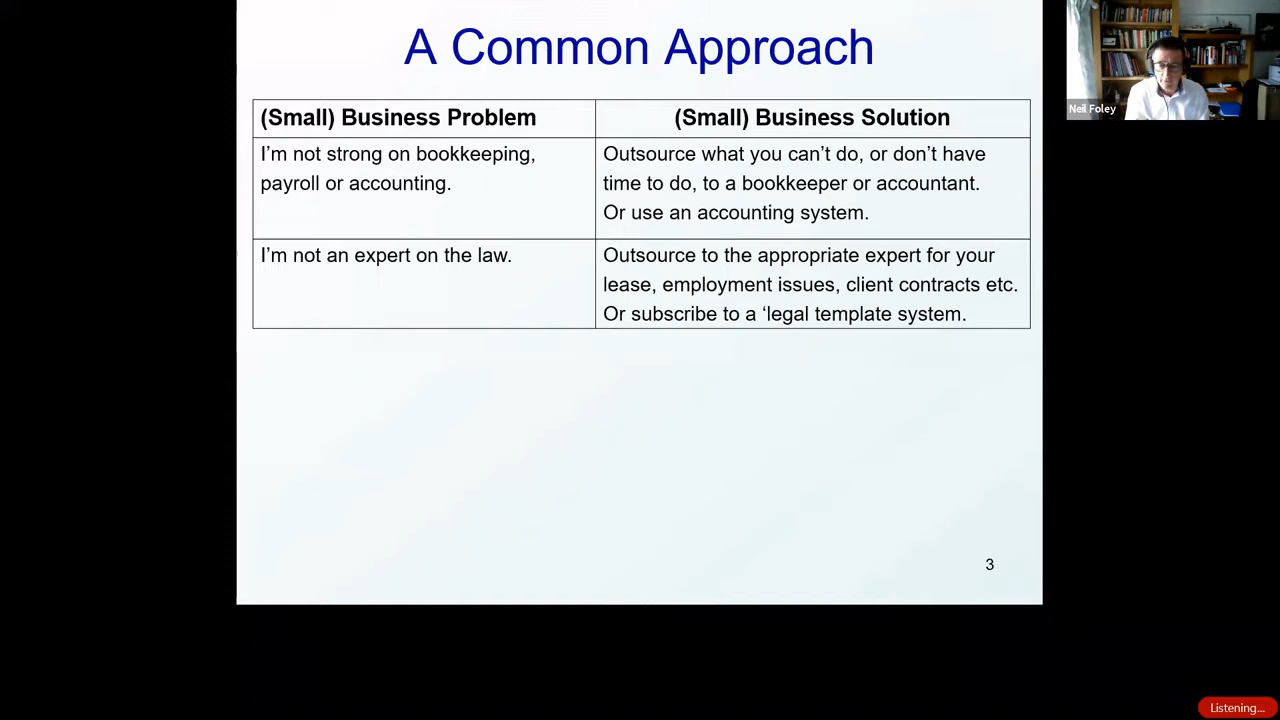 A Common Approach
(Small) Business Problem
(Small) Business Solution
I'm not strong on bookkeeping,
payroll or accounting.
Outsource what you can't do, or don't have
time to do, to a bookkeeper or accountant.
Or use an accounting system.
I'm not an expert on the law.
Outsource to the appropriate expert for your
lease, employment issues, client contracts etc.
Or subscribe to a ‘legal template system.
3
Neil Foley
Listening...